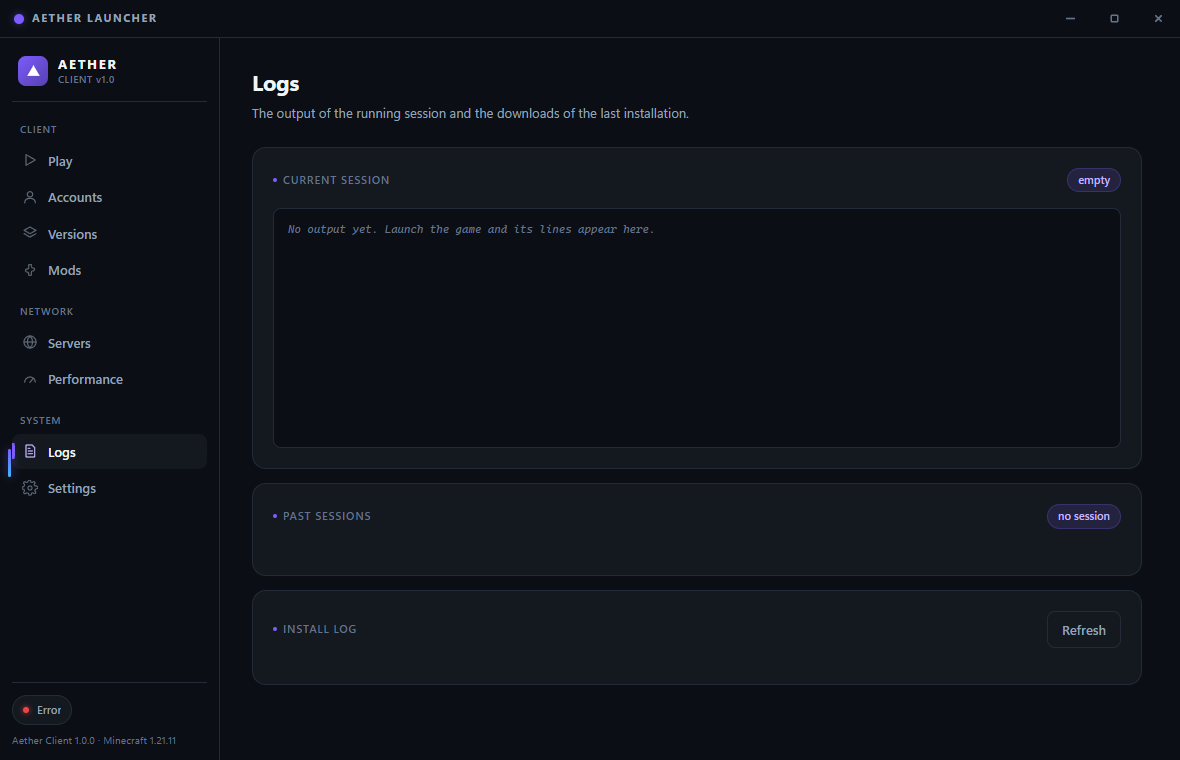 AETHER LAUNCHER
AETHER
CLIENT v1.0
CLIENT
Play
Accounts
Versions
Mods
NETWORK
Servers
Performance
SYSTEM
Logs
Settings
Error
Aether Client 1.0.0 · Minecraft 1.21.11
Logs
The output of the running session and the downloads of the last installation.
CURRENT SESSION
empty
No output yet. Launch the game and its lines appear here.
PAST SESSIONS
no session
INSTALL LOG
Refresh